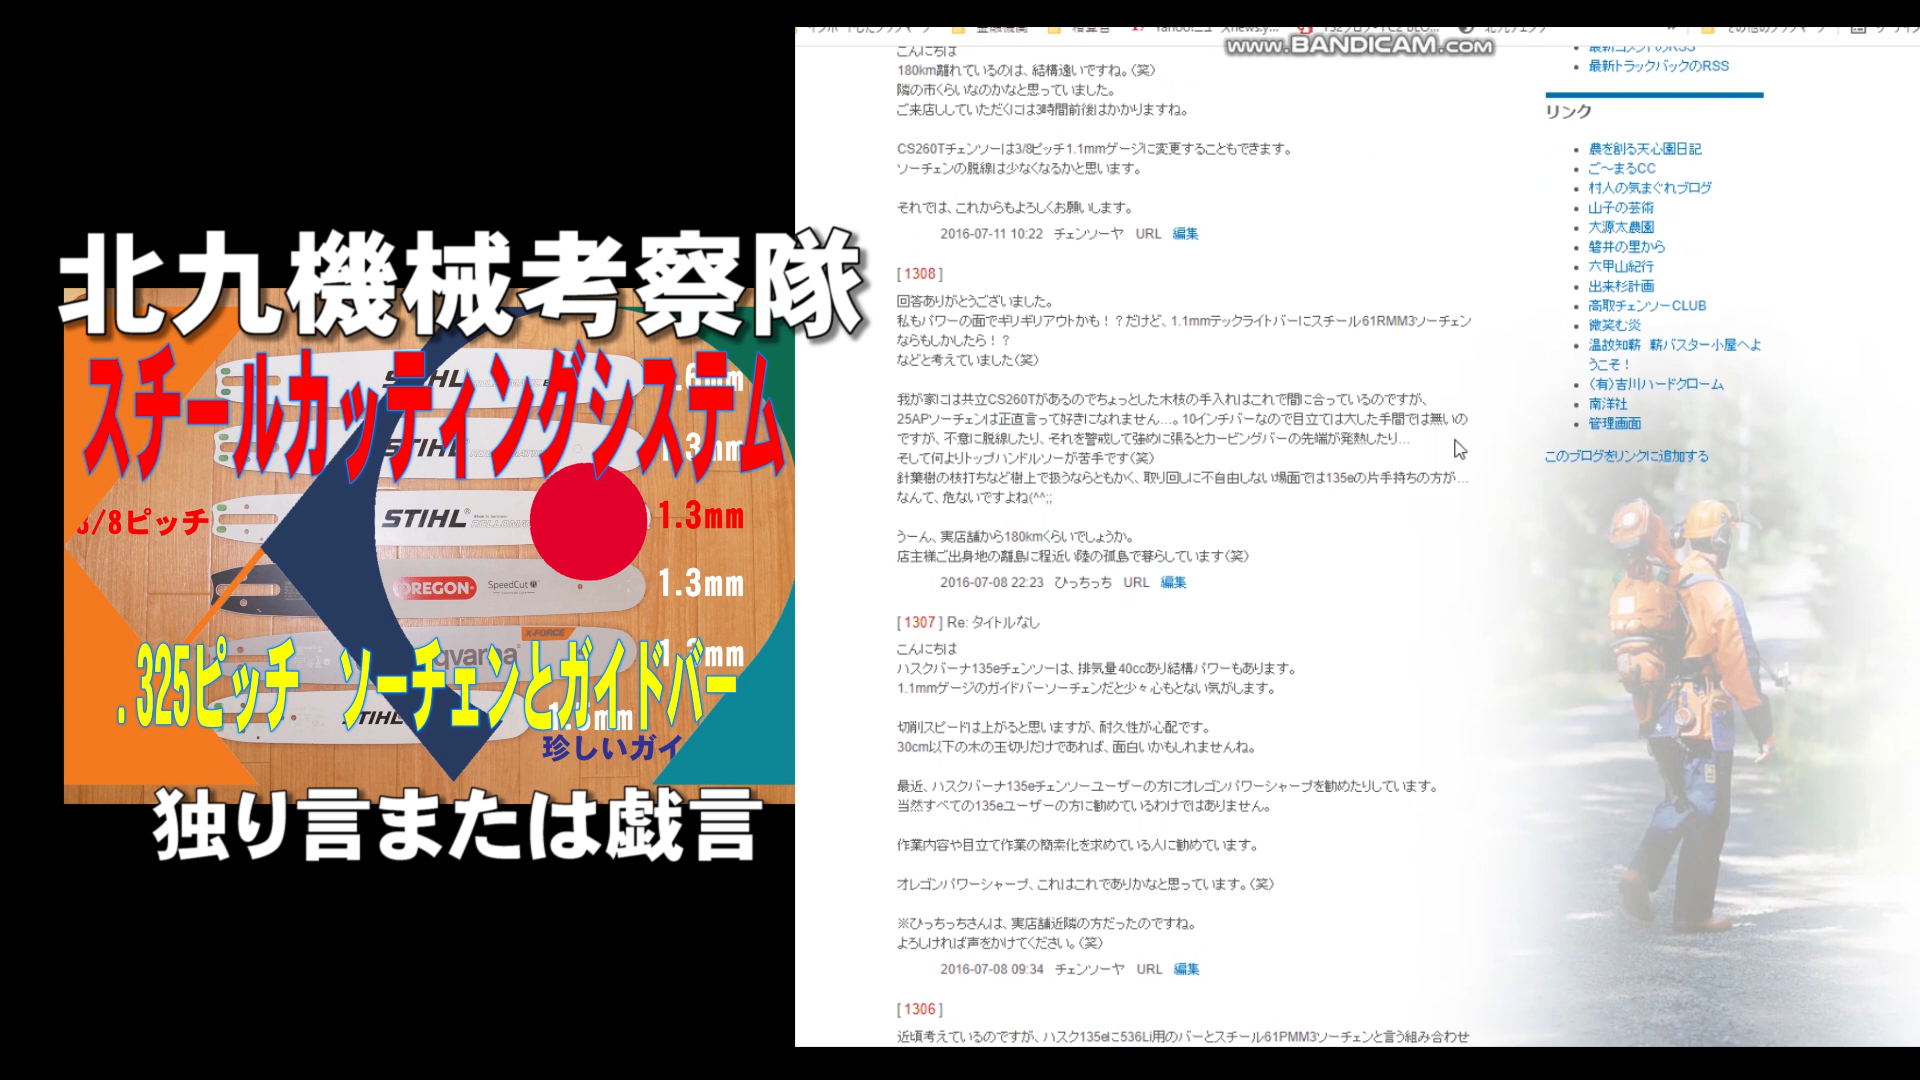 www.BANDICAM.com
北九機械考察隊
スチールカッティングシステム
STIHL
STIHL
3/8ピッチ
STIHL
1.3mm
OREGON
SpeedCut
1.3mm
X-FORCE
.325ピッチ ソーチェンとガイドバー
STIHL
珍しいガイ
独り言または戯言
こんにちは
180km離れているのは、結構遠いですね。(笑)
隣の市くらいなのかなと思っていました。
ご来店ししていただくには3時間前後はかかりますね。
CS260Tチェンソーは3/8ピッチ1.1mmゲージに変更することもできます。
ソーチェンの脱線は少なくなるかと思います。
それでは、これからもよろしくお願いします。
2016-07-11 10:22 チェンソーヤ URL 編集
[ 1308 ]
回答ありがとうございました。
私もパワーの面でギリギリアウトかも！？だけど、1.1mmテックライトバーにスチール61RMM3ソーチェン
ならもしかしたら！？
などと考えていました(笑)
我が家には共立CS260Tがあるのでちょっとした木枝の手入れはこれで間に合っているのですが、
25APソーチェンは正直言って好きになれません…。10インチバーなので目立ては大した手間では無いの
ですが、不意に脱線したり、それを警戒して強めに張るとカービングバーの先端が発熱したり…
そして何よりトップハンドルソーが苦手です(笑)
針葉樹の枝打ちなど樹上で扱うならともかく、取り回しに不自由しない場面では135eの片手持ちの方が…
なんて、危ないですよね(^^;;
うーん、実店舗から180kmくらいでしょうか。
店主様ご出身地の離島に程近い陸の孤島で暮らしています(笑)
2016-07-08 22:23 ひっちっち URL 編集
[ 1307 ] Re: タイトルなし
こんにちは
ハスクバーナ135eチェンソーは、排気量40ccあり結構パワーもあります。
1.1mmゲージのガイドバーソーチェンだと少々心もとない気がします。
切削スピードは上がると思いますが、耐久性が心配です。
30cm以下の木の玉切りだけであれば、面白いかもしれませんね。
最近、ハスクバーナ135eチェンソーユーザーの方にオレゴンパワーシャープを勧めたりしています。
当然すべての135eユーザーの方に勧めているわけではありません。
作業内容や目立て作業の簡素化を求めている人に勧めています。
オレゴンパワーシャープ、これはこれでありかなと思っています。(笑)
※ひっちっちさんは、実店舗近隣の方だったのですね。
よろしければ声をかけてください。(笑)
2016-07-08 09:34 チェンソーヤ URL 編集
[ 1306 ]
近頃考えているのですが、ハスク135eに536Li用のバーとスチール61PMM3ソーチェンと言う組み合わせ
最新コメントのRSS
最新トラックバックのRSS
リンク
農を創る天心園日記
ご～まるCC
村人の気まぐれブログ
山子の芸術
大源太農園
磐井の里から
六甲山紀行
出来杉計画
高取チェンソーCLUB
微笑む炎
温故知薪 薪バスター小屋へよ
うこそ！
(有)吉川ハードクローム
南洋社
管理画面
このブログをリンクに追加する